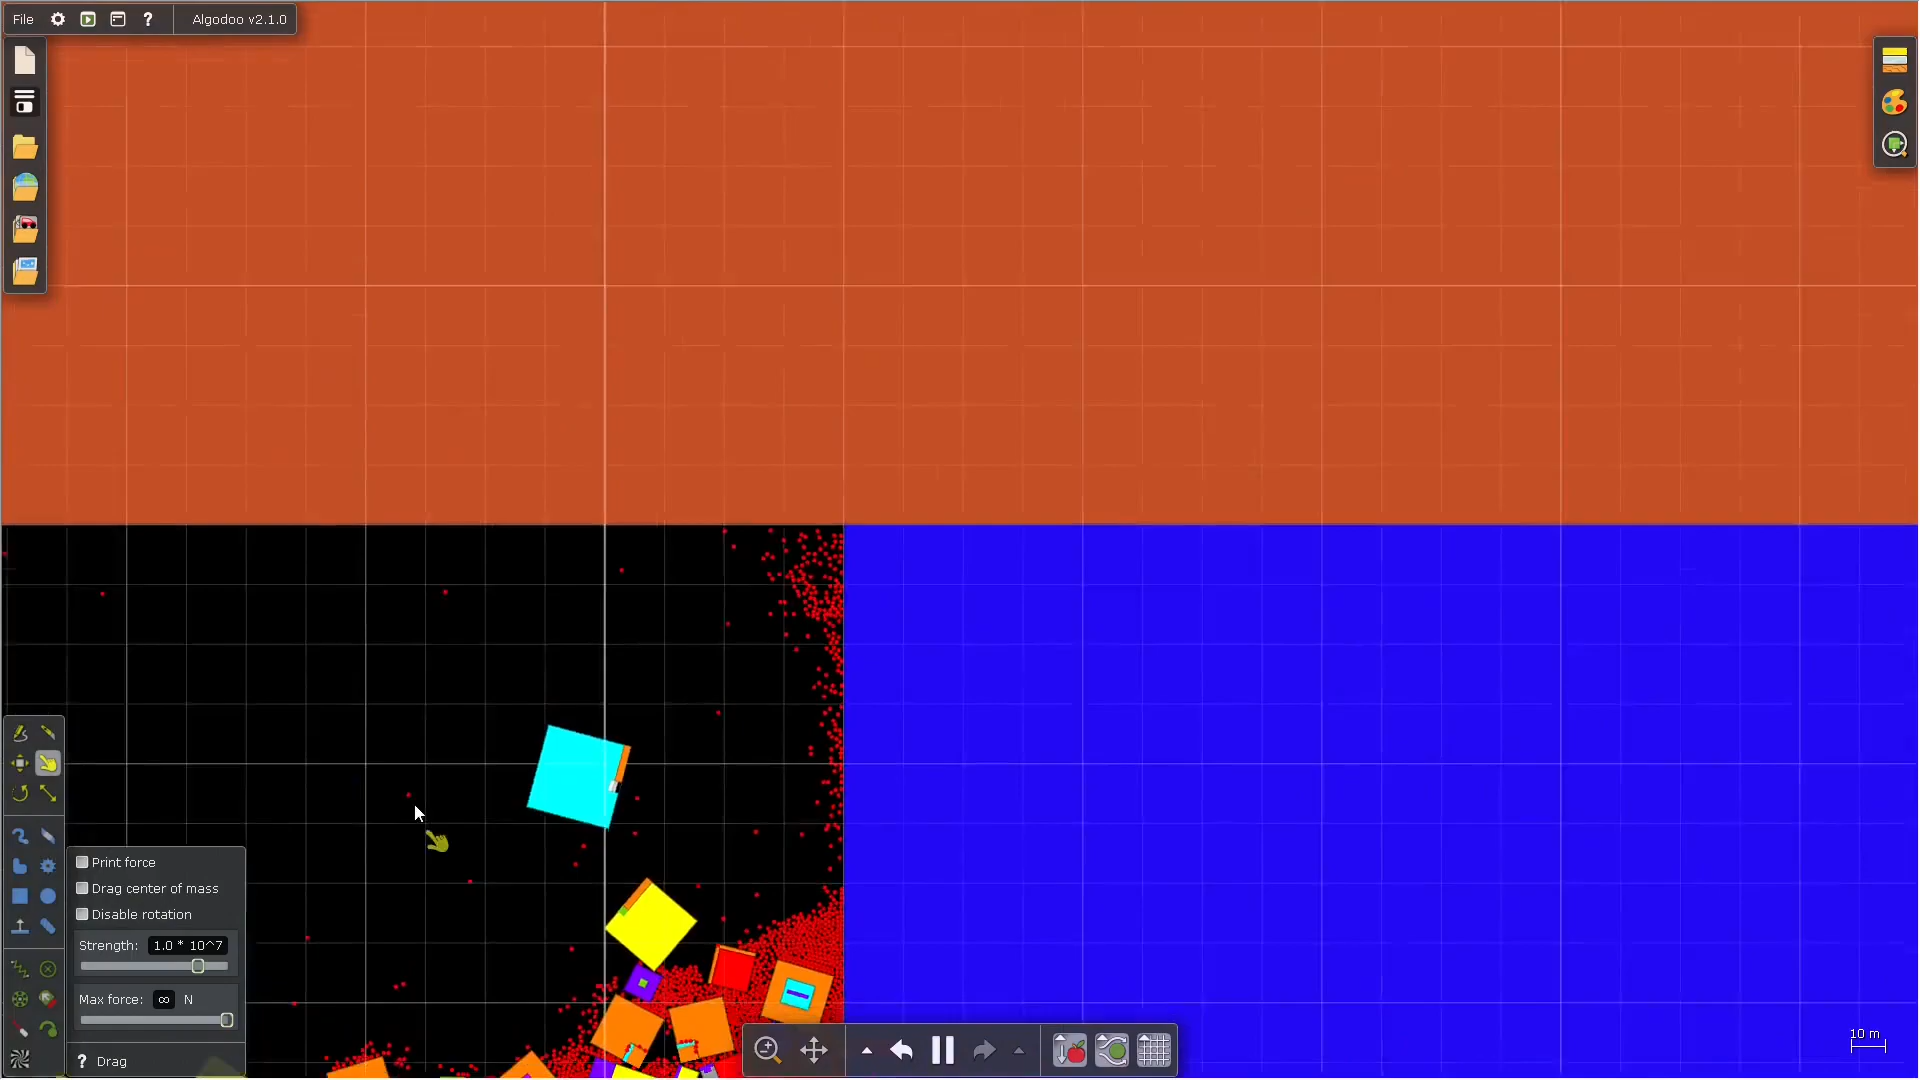 File ? Algodoo v2.1.0
Print force
Drag center of mass
Disable rotation
Strength: 1.0 * 10^7
Max force: ∞ N
? Drag
10 m